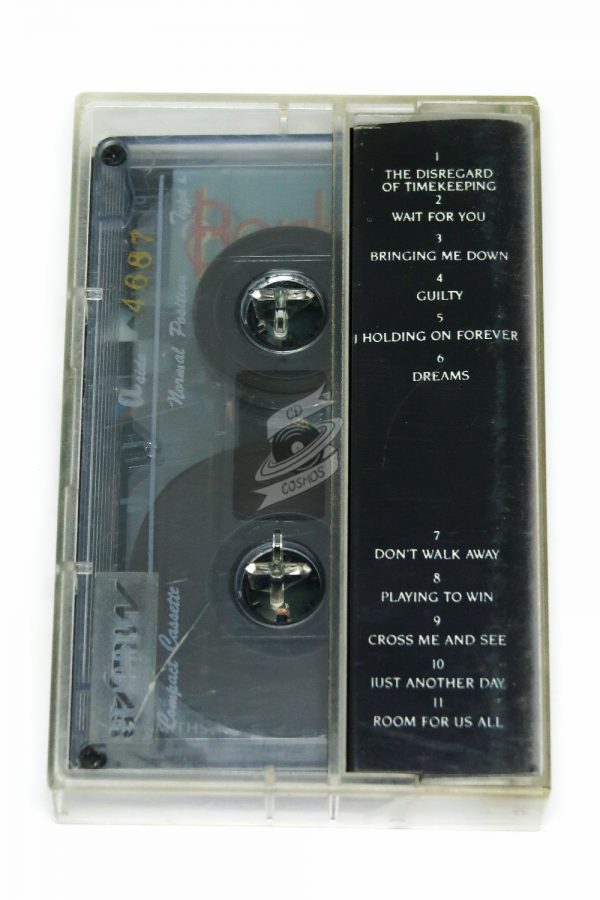 1
THE DISREGARD
OF TIMEKEEPING
2
WAIT FOR YOU
3
BRINGING ME DOWN
4
GUILTY
5
I HOLDING ON FOREVER
6
DREAMS
7
DON'T WALK AWAY
8
PLAYING TO WIN
9
CROSS ME AND SEE
10
JUST ANOTHER DAY
11
ROOM FOR US ALL
4687
Normal Position Type
Compact Cassette
CD
COSMOS